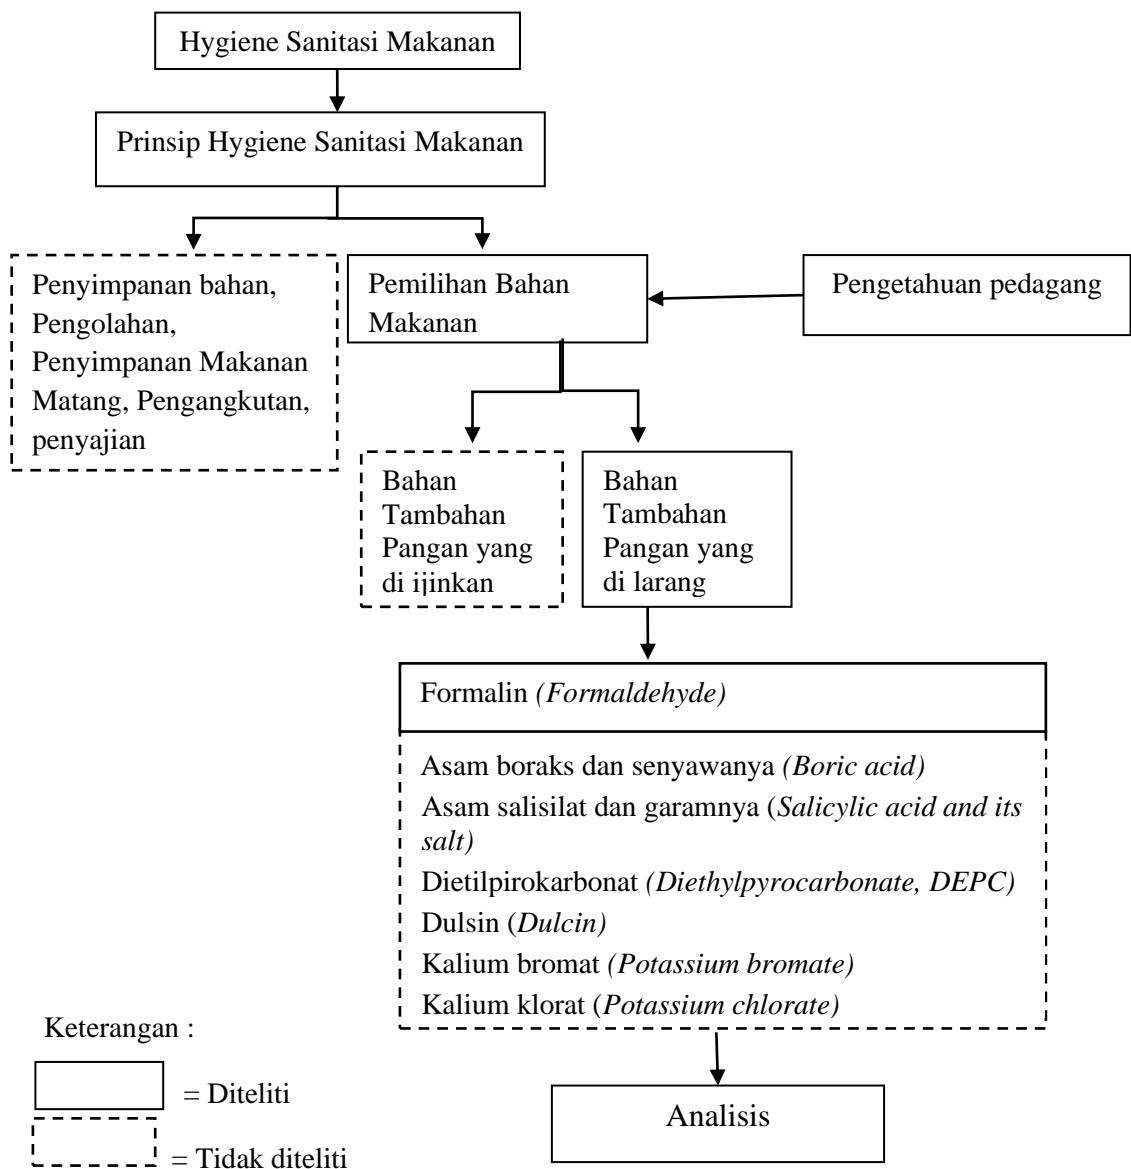 Hygiene Sanitasi Makanan
Prinsip Hygiene Sanitasi Makanan
Penyimpanan bahan,
Pengolahan,
Penyimpanan Makanan
Matang, Pengangkutan,
penyajian
Pemilihan Bahan
Makanan
Pengetahuan pedagang
Bahan
Tambahan
Pangan yang
di ijinkan
Bahan
Tambahan
Pangan yang
di larang
Formalin (Formaldehyde)
Asam boraks dan senyawanya (Boric acid)
Asam salisilat dan garamnya (Salicylic acid and its
salt)
Dietilpirokarbonat (Diethylpyrocarbonate, DEPC)
Dulsin (Dulcin)
Kalium bromat (Potassium bromate)
Kalium klorat (Potassium chlorate)
Keterangan :
= Diteliti
= Tidak diteliti
Analisis